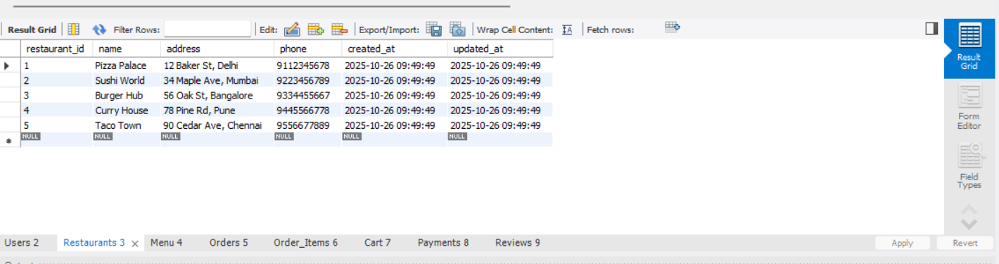 Result Grid Filter Rows: Edit: Export/Import: Wrap Cell Content: IA Fetch rows:
restaurant_id name address phone created_at updated_at
1 Pizza Palace 12 Baker St, Delhi 9112345678 2025-10-26 09:49:49 2025-10-26 09:49:49
2 Sushi World 34 Maple Ave, Mumbai 9223456789 2025-10-26 09:49:49 2025-10-26 09:49:49
3 Burger Hub 56 Oak St, Bangalore 9334455667 2025-10-26 09:49:49 2025-10-26 09:49:49
4 Curry House 78 Pine Rd, Pune 9445566778 2025-10-26 09:49:49 2025-10-26 09:49:49
5 Taco Town 90 Cedar Ave, Chennai 9556677889 2025-10-26 09:49:49 2025-10-26 09:49:49
NULL NULL NULL NULL NULL NULL
Result
Grid
Form
Editor
Field
Types
Users 2 Restaurants 3 Menu 4 Orders 5 Order_Items 6 Cart 7 Payments 8 Reviews 9 Apply Revert